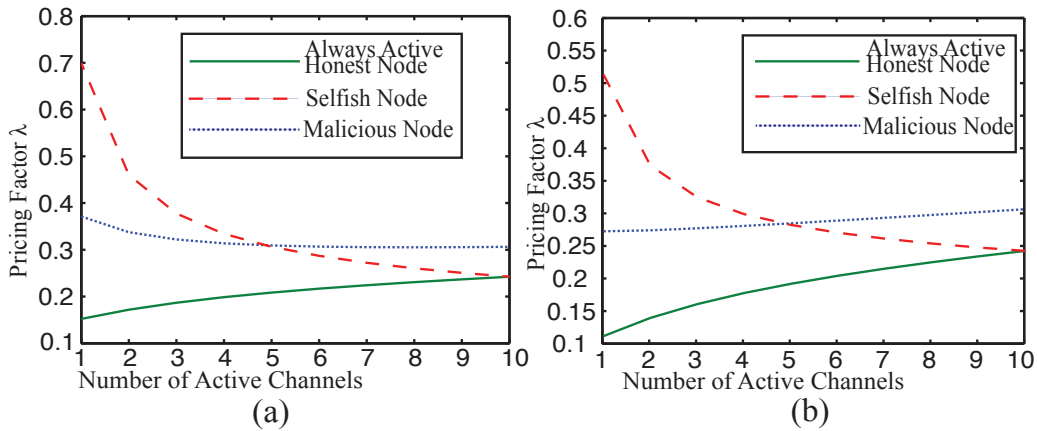 0.8
0.7
0.6
0.5
0.4
0.3
0.2
0.1
Pricing Factor λ
Always Active
Honest Node
Selfish Node
Malicious Node
1 2 3 4 5 6 7 8 9 10
Number of Active Channels
(a)
0.6
0.55
0.5
0.45
0.4
0.35
0.3
0.25
0.2
0.15
0.1
Pricing Factor λ
Always Active
Honest Node
Selfish Node
Malicious Node
1 2 3 4 5 6 7 8 9 10
Number of Active Channels
(b)